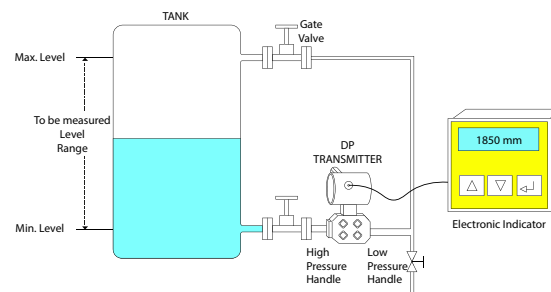 TANK
Gate
Valve
Max. Level
To be measured
Level
Range
DP
TRANSMITTER
1850 mm
Min. Level
Electronic Indicator
High
Pressure
Handle
Low
Pressure
Handle